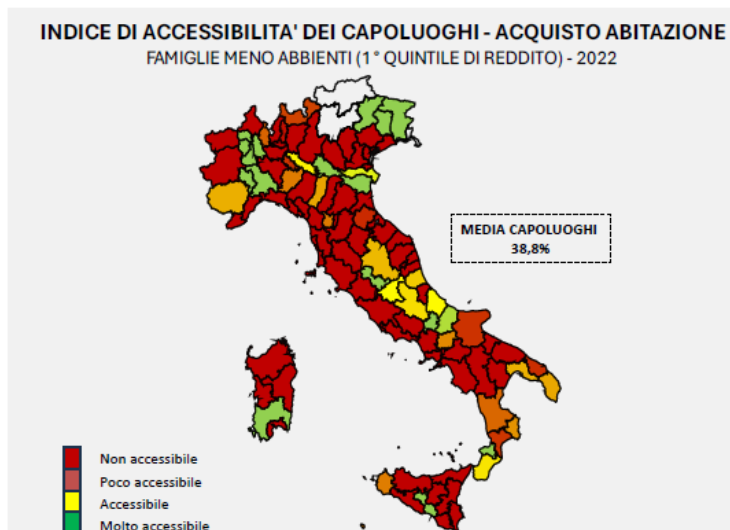 INDICE DI ACCESSIBILITA' DEI CAPOLUOGHI - ACQUISTO ABITAZIONE
FAMIGLIE MENO ABBIENTI (1° QUINTILE DI REDDITO) - 2022
MEDIA CAPOLUOGHI
38,8%
Non accessibile
Poco accessibile
Accessibile
Molto accessibile